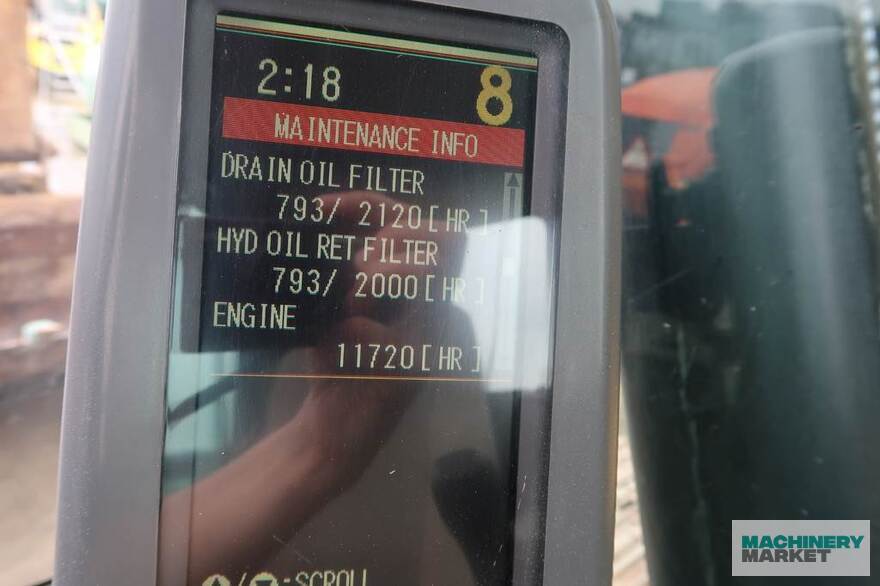 2:18 8
MAINTENANCE INFO
DRAIN OIL FILTER
793/ 2120[HR]
HYD OIL RET FILTER
793/ 2000[HR]
ENGINE
11720[HR]
/ :SCROLL
MACHINERY
MARKET